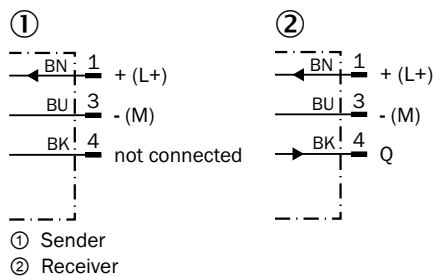 ① ②
BN 1 + (L+) BN 1 + (L+)
BU 3 - (M) BU 3 - (M)
BK 4 not connected BK 4 Q
① Sender
② Receiver